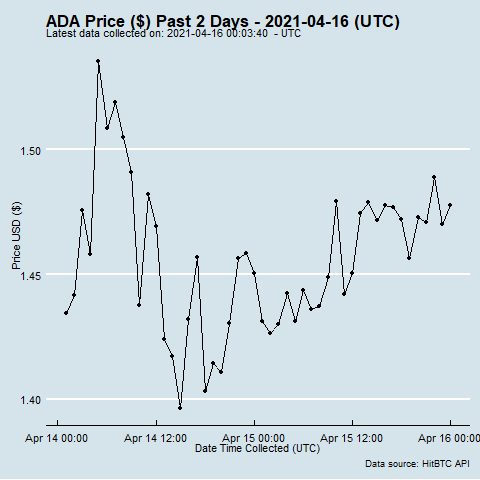 ADA Price ($) Past 2 Days - 2021-04-16 (UTC)
Latest data collected on: 2021-04-16 00:03:40 - UTC
1.50
1.45
1.40
Price USD ($)
Apr 14 00:00 Apr 14 12:00 Apr 15 00:00 Apr 15 12:00 Apr 16 00:00
Date Time Collected (UTC)
Data source: HitBTC API